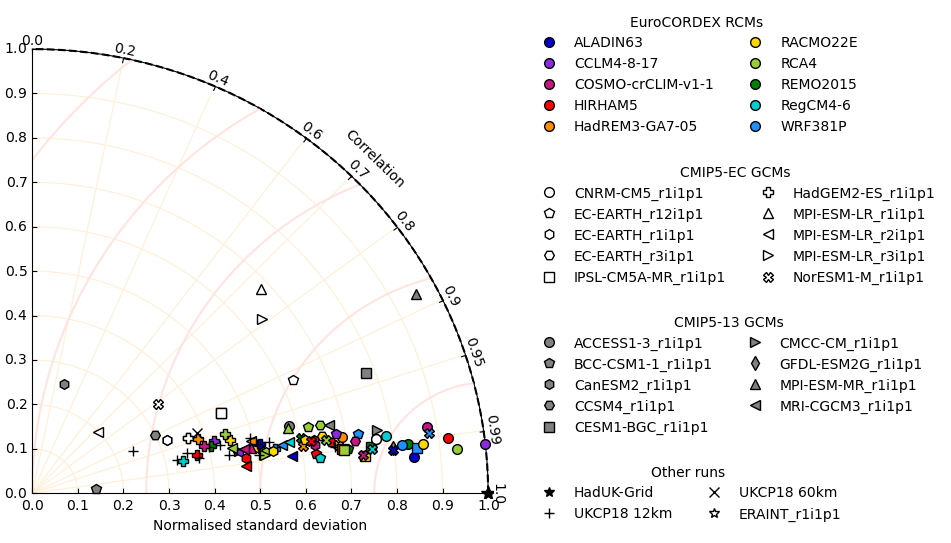 EuroCORDEX RCMs
ALADIN63 RACMO22E
CCLM4-8-17 RCA4
COSMO-crCLIM-v1-1 REMO2015
HIRHAM5 RegCM4-6
HadREM3-GA7-05 WRF381P
CMIP5-EC GCMs
CNRM-CM5_r1i1p1 HadGEM2-ES_r1i1p1
EC-EARTH_r12i1p1 MPI-ESM-LR_r1i1p1
EC-EARTH_r1i1p1 MPI-ESM-LR_r2i1p1
EC-EARTH_r3i1p1 MPI-ESM-LR_r3i1p1
IPSL-CM5A-MR_r1i1p1 NorESM1-M_r1i1p1
CMIP5-13 GCMs
ACCESS1-3_r1i1p1 CMCC-CM_r1i1p1
BCC-CSM1-1_r1i1p1 GFDL-ESM2G_r1i1p1
CanESM2_r1i1p1 MPI-ESM-MR_r1i1p1
CCSM4_r1i1p1 MRI-CGCM3_r1i1p1
CESM1-BGC_r1i1p1
Other runs
HadUK-Grid UKCP18 60km
UKCP18 12km ERAINT_r1i1p1
Correlation
0.0
0.2
0.4
0.6
0.7
0.8
0.9
0.95
0.99
1.0
1.0
0.9
0.8
0.7
0.6
0.5
0.4
0.3
0.2
0.1
0.0
0.0 0.1 0.2 0.3 0.4 0.5 0.6 0.7 0.8 0.9 1.0
Normalised standard deviation